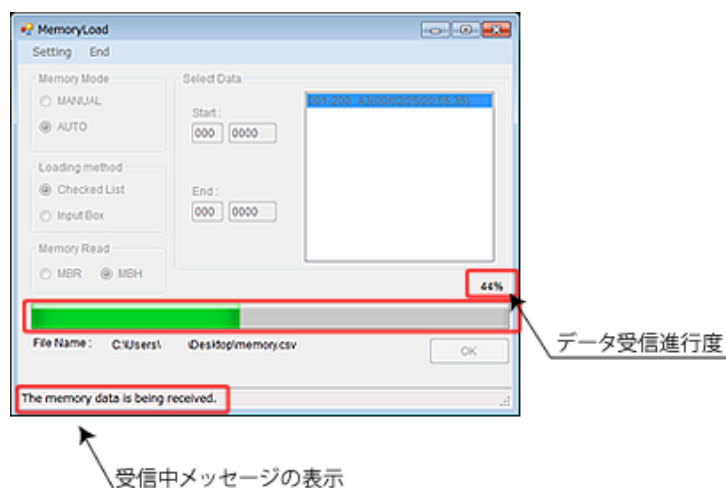 MemoryLoad
Setting End
Memory Mode
MANUAL
AUTO
Loading method
Checked List
Input Box
Memory Read
MBR MBH
Select Data
Start :
000 0000
End :
000 0000
44%
File Name : C:\Users\ \Desktop\memory.csv
OK
The memory data is being received.
データ受信進行度
受信中メッセージの表示